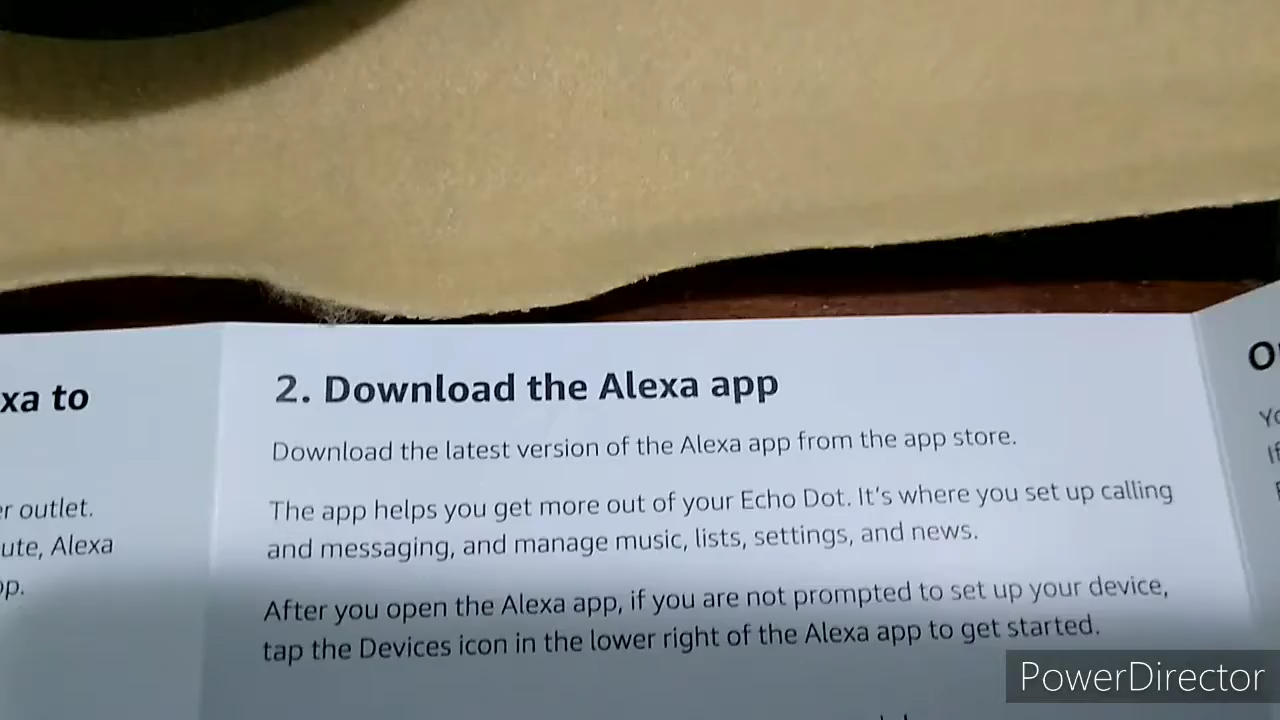 xa to
er outlet.
ute, Alexa
pp.
2. Download the Alexa app
Download the latest version of the Alexa app from the app store.
The app helps you get more out of your Echo Dot. It's where you set up calling
and messaging, and manage music, lists, settings, and news.
After you open the Alexa app, if you are not prompted to set up your device,
tap the Devices icon in the lower right of the Alexa app to get started.
Yo
If
PowerDirector